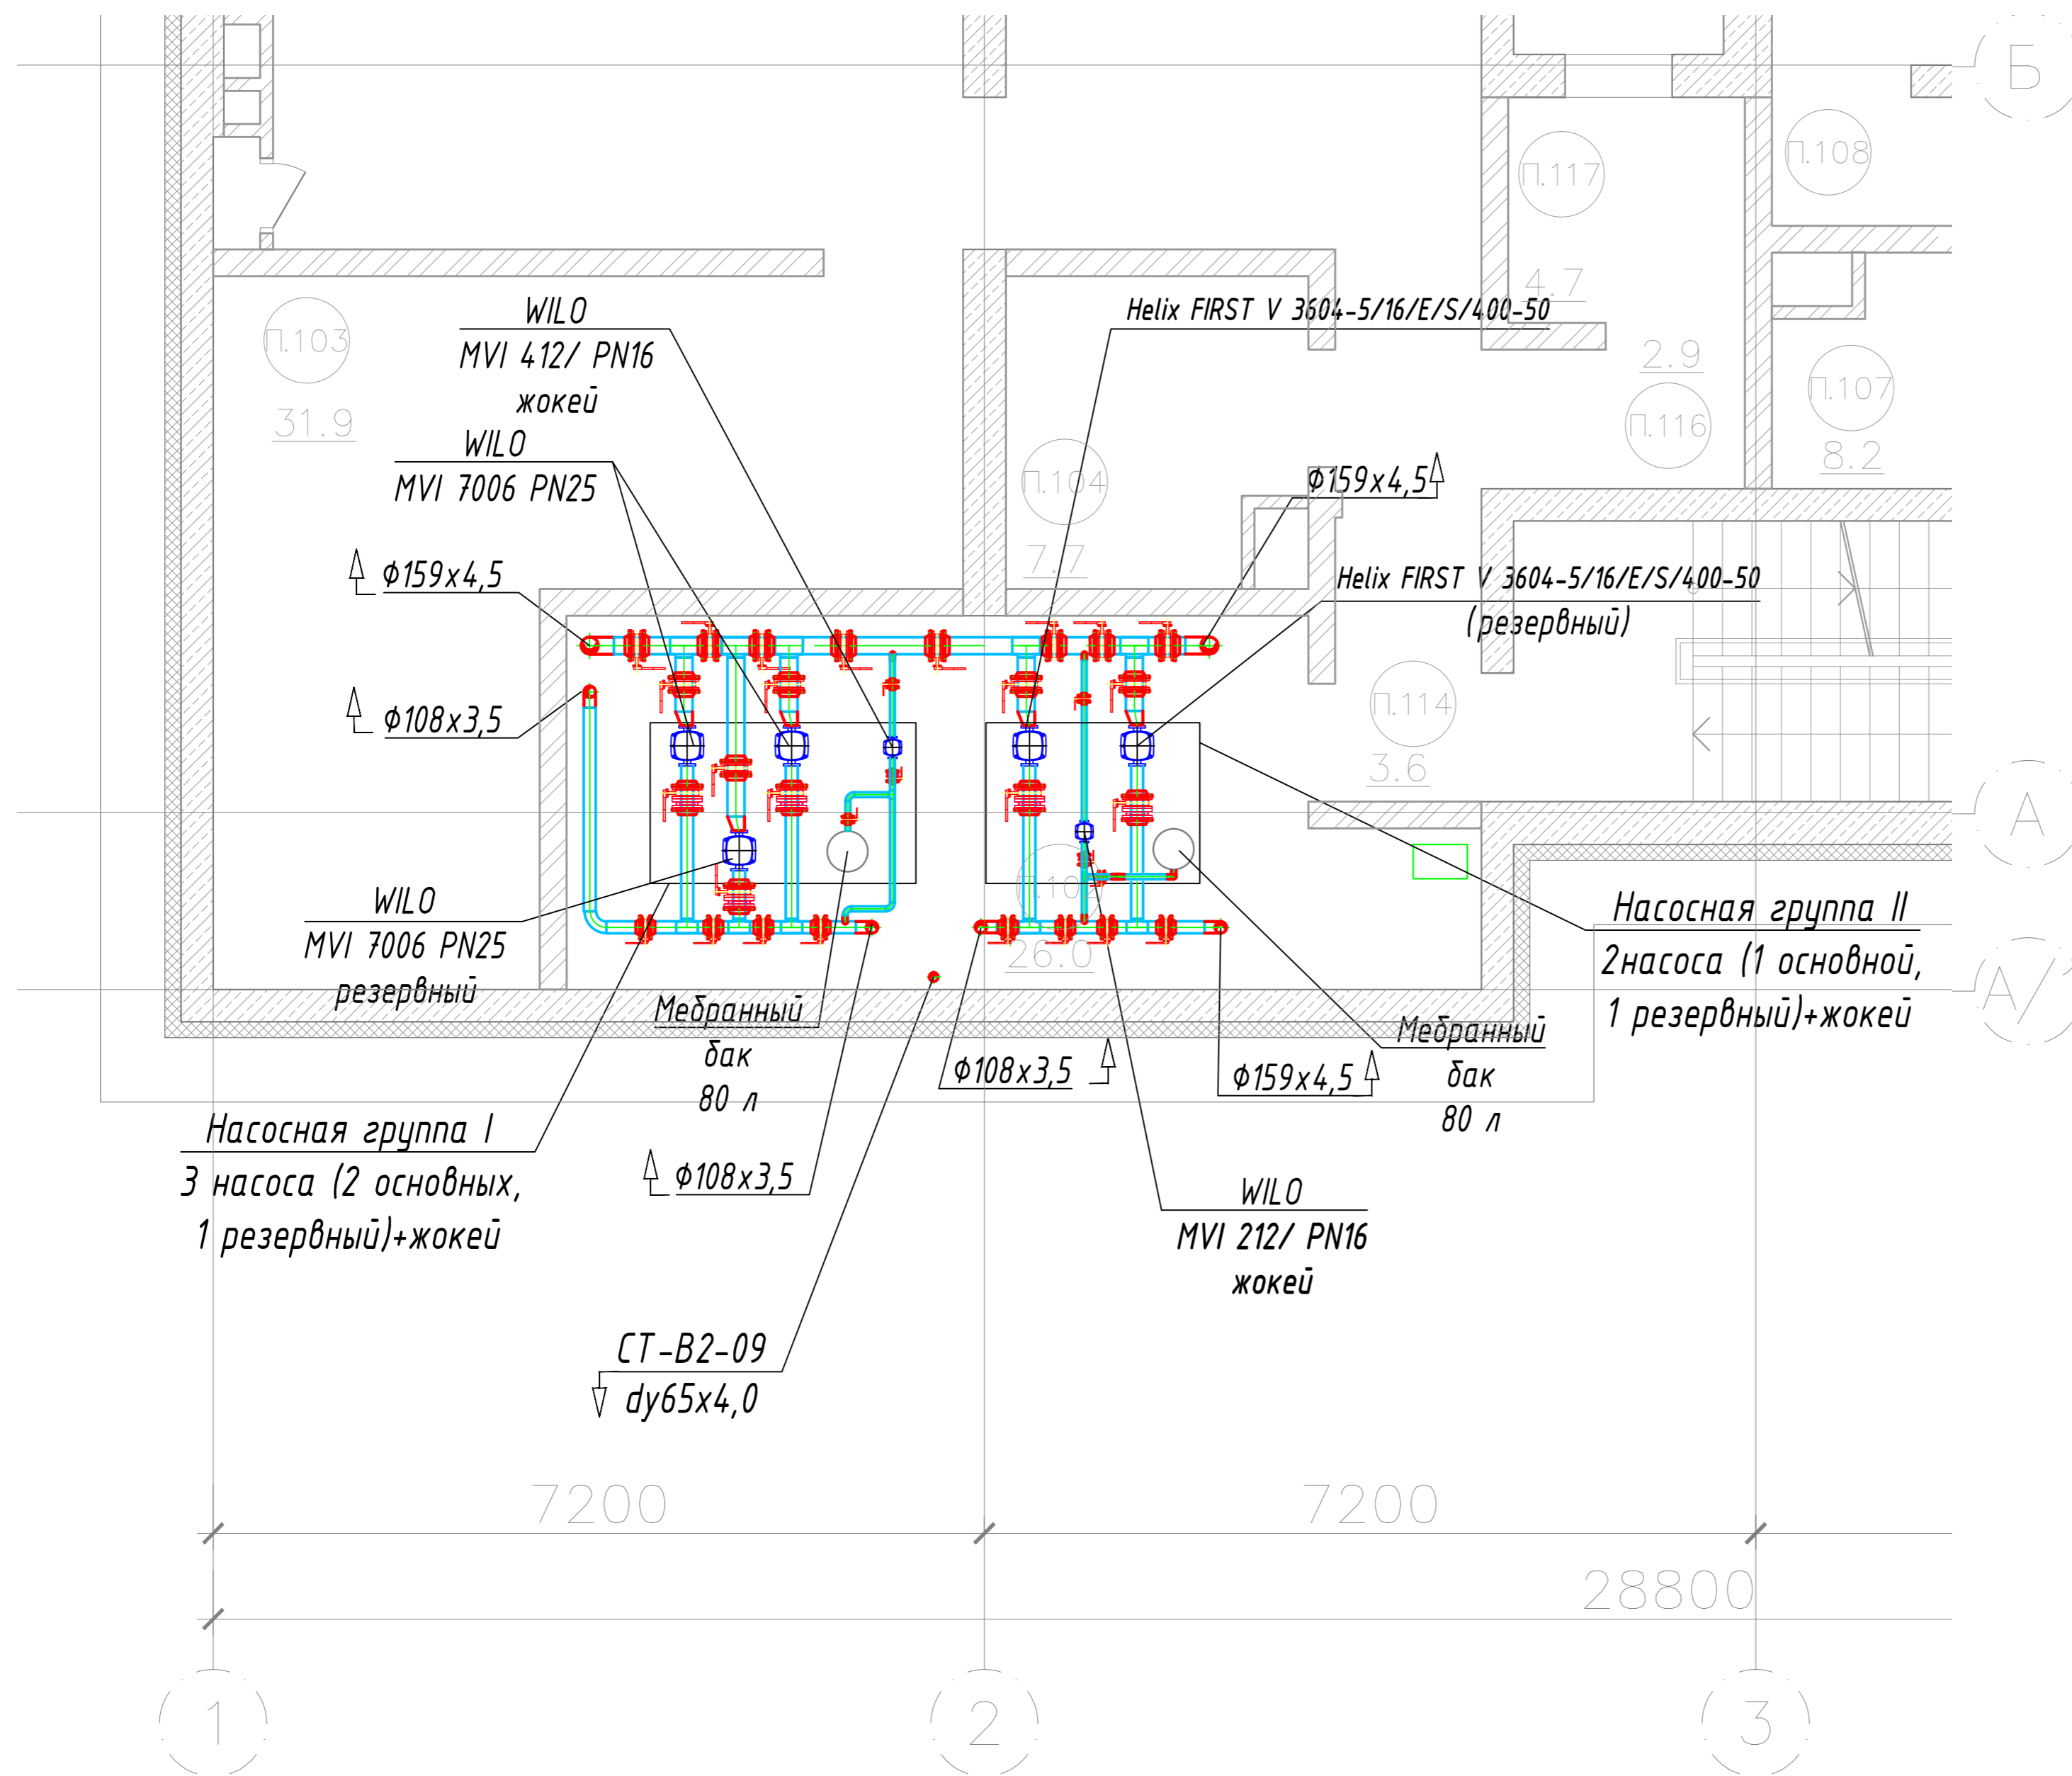 Б
П.117
П.108
4.7
WILO
MVI 412/ PN16
жокей
Helix FIRST V 3604-5/16/E/S/400-50
П.103
31.9
2.9
П.116
П.107
8.2
WILO
MVI 7006 PN25
П.104
7.7
ф159х4,5
ф159х4,5
Helix FIRST V 3604-5/16/E/S/400-50
(резервный)
ф108х3,5
П.114
3.6
А
WILO
MVI 7006 PN25
резервный
26.0
Насосная группа II
2насоса (1 основной,
1 резервный)+жокей
А/
Мебранный
бак
80 л
Мебранный
бак
80 л
ф108х3,5
ф159х4,5
Насосная группа I
3 насоса (2 основных,
1 резервный)+жокей
ф108х3,5
WILO
MVI 212/ PN16
жокей
СТ-В2-09
dу65х4,0
7200
7200
28800
1
2
3